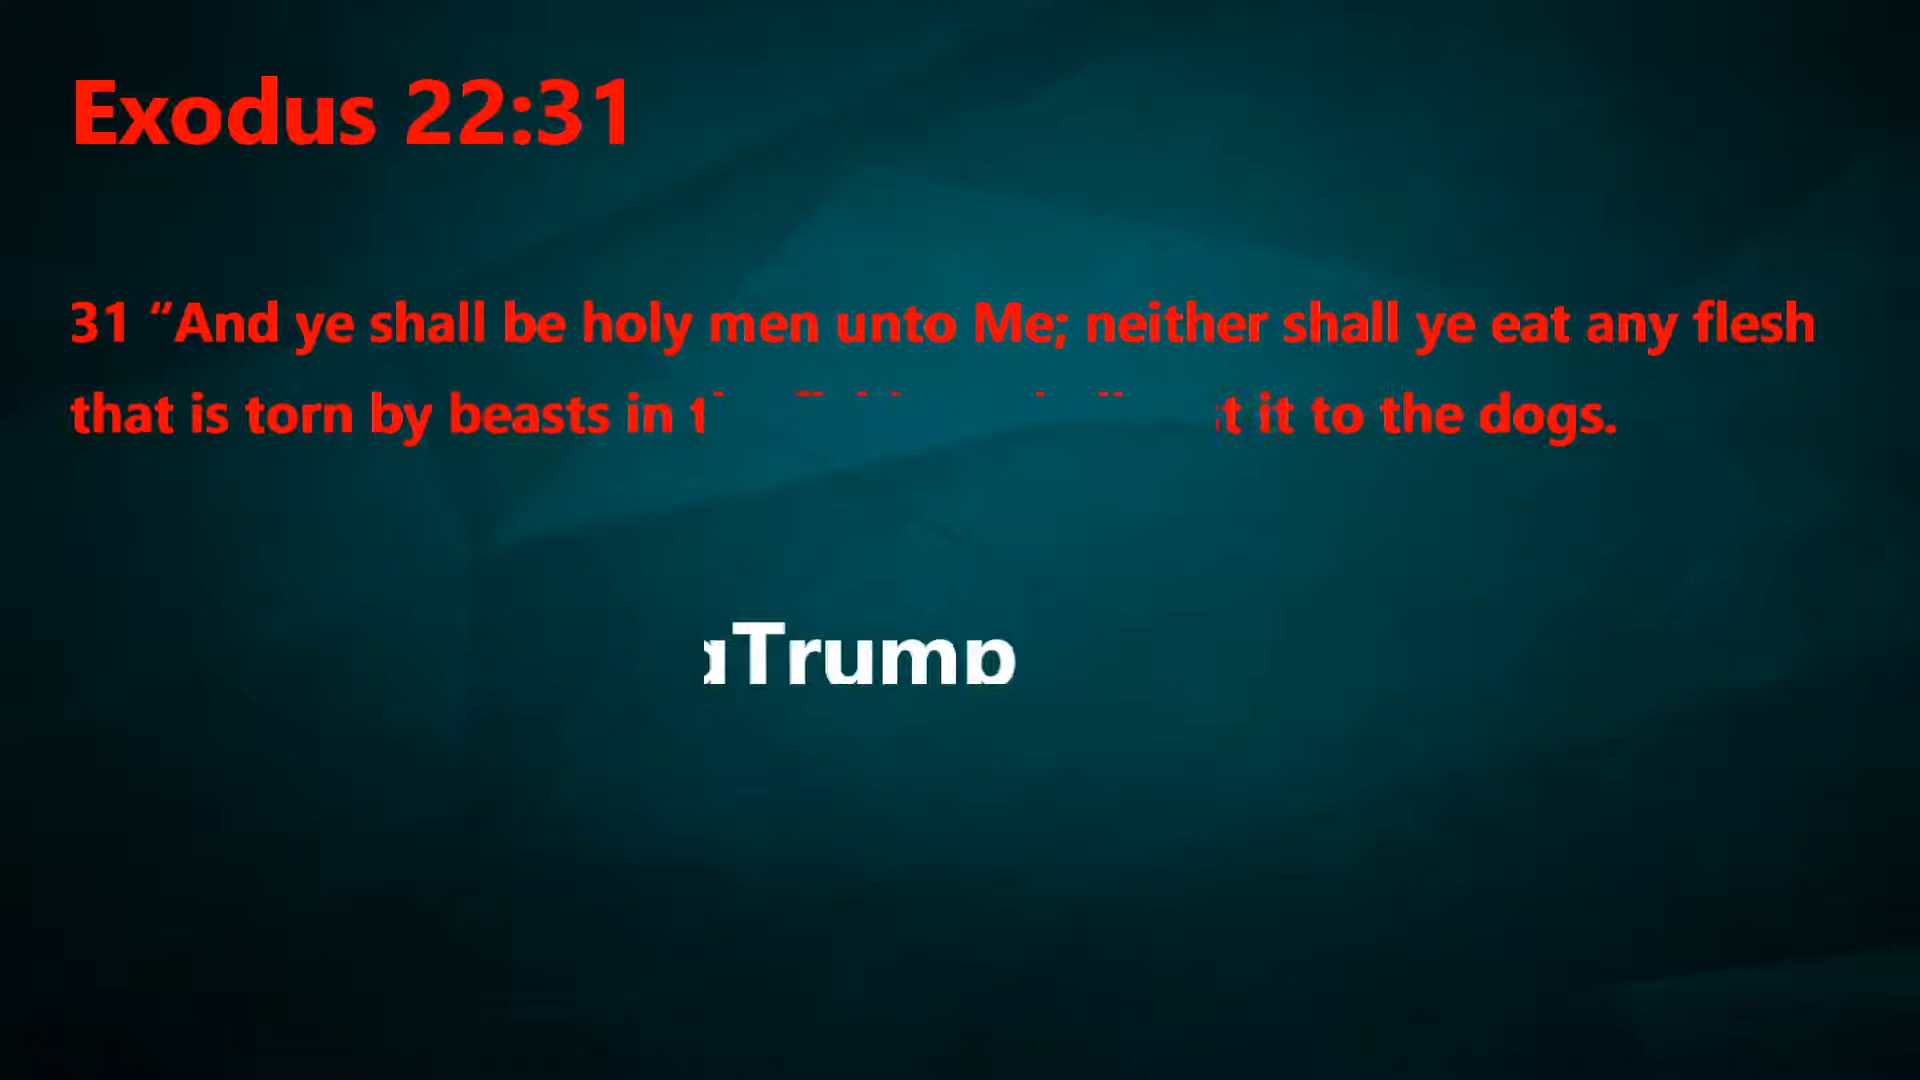 Exodus 22:31
31 “And ye shall be holy men unto Me; neither shall ye eat any flesh
that is torn by beasts in it to the dogs.
Trump